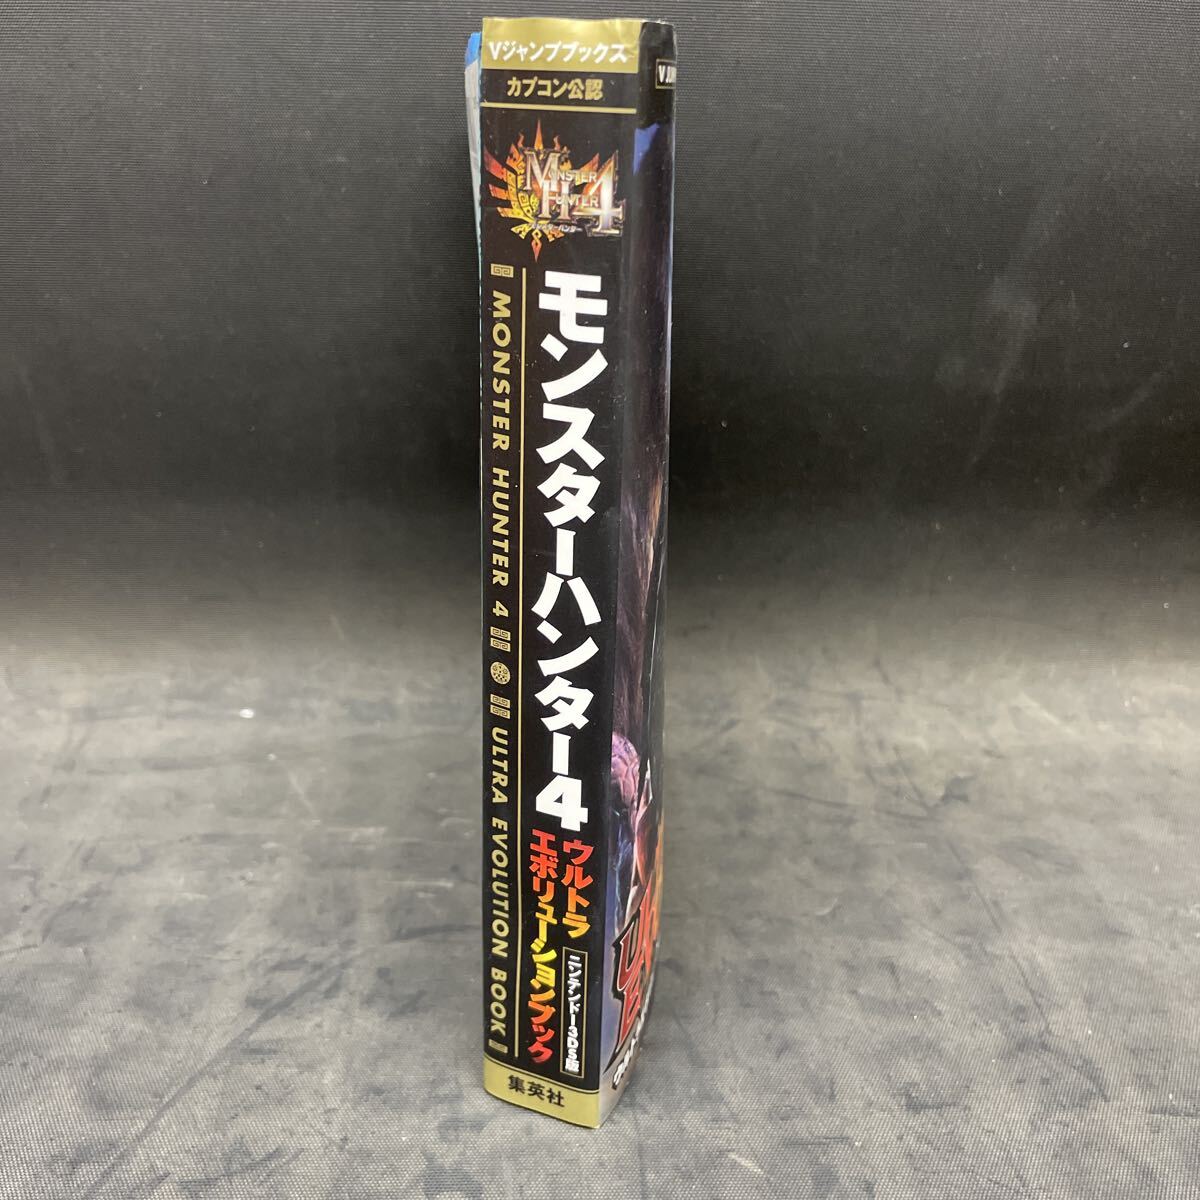 Vジャンプブックス
カプコン公認
MONSTER
HUNTER 4
モンスターハンター
モンスターハンター4
ウルトラ
エボリューションブック
ニンテンドー3DS版
MONSTER HUNTER 4
ULTRA EVOLUTION BOOK
集英社